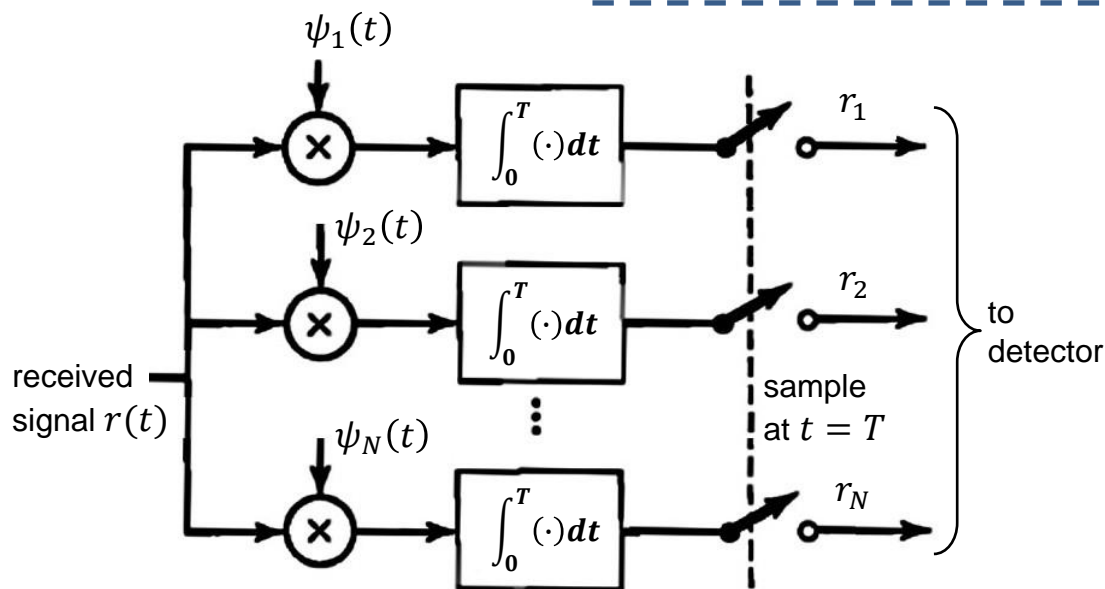 ψ₁(t)
∫₀ᵀ (·)dt
r₁
ψ₂(t)
∫₀ᵀ (·)dt
r₂
to
detector
received
signal r(t)
sample
at t = T
⋮
ψ_N(t)
∫₀ᵀ (·)dt
r_N